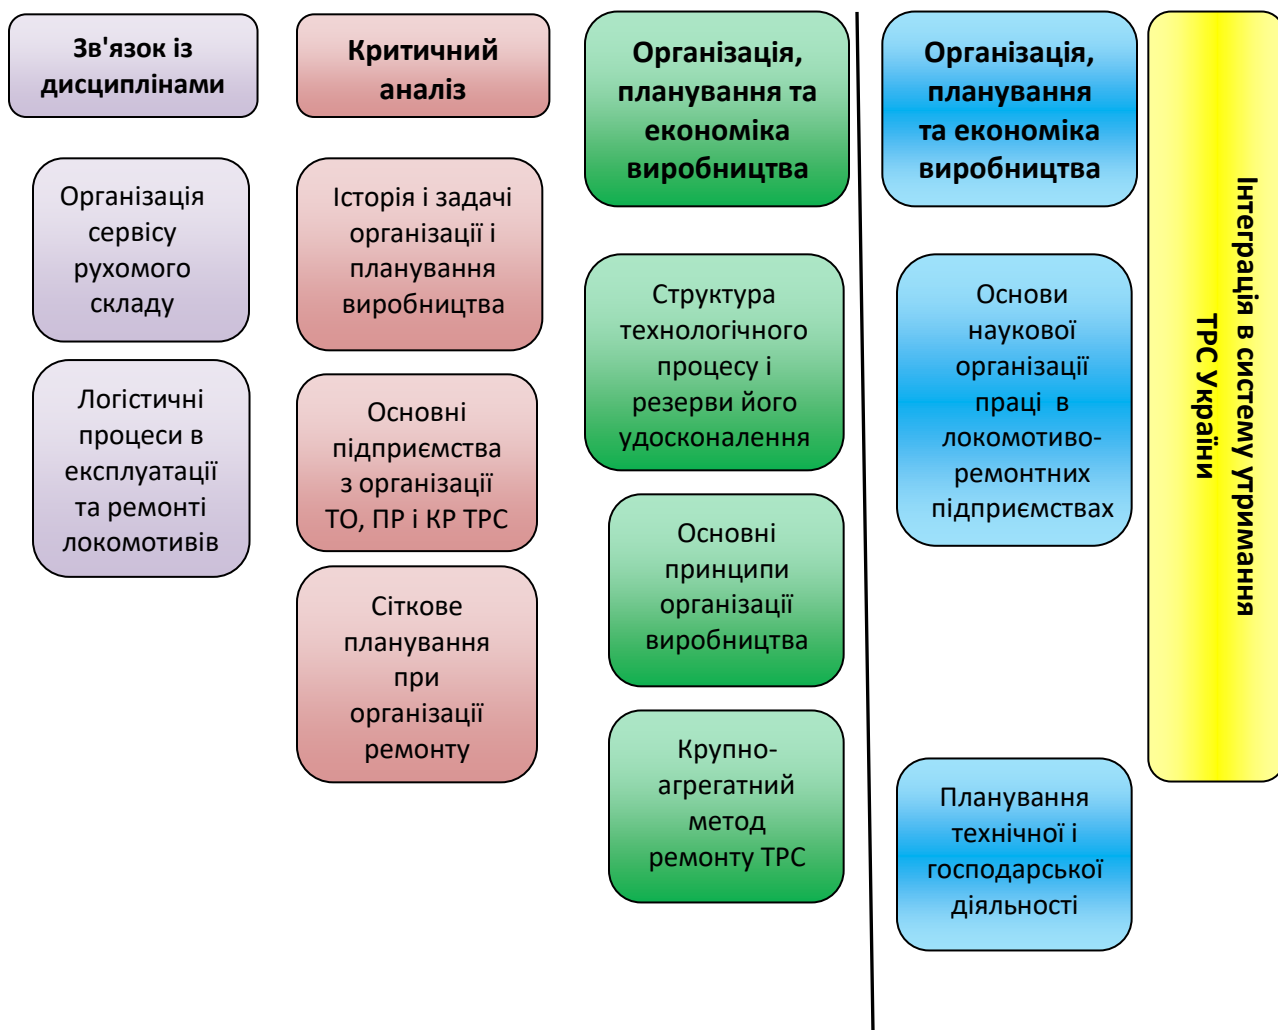 Зв'язок із
дисциплінами
Організація
сервісу
рухомого
складу
Логістичні
процеси в
експлуатації
та ремонті
локомотивів
Критичний
аналіз
Історія і задачі
організації і
планування
виробництва
Основні
підприємства
з організації
ТО, ПР і КР ТРС
Сіткове
планування
при
організації
ремонту
Організація,
планування та
економіка
виробництва
Структура
технологічного
процесу і
резерви його
удосконалення
Основні
принципи
організації
виробництва
Крупно-
агрегатний
метод
ремонту ТРС
Організація,
планування
та економіка
виробництва
Основи
наукової
організації
праці в
локомотиво-
ремонтних
підприємствах
Планування
технічної і
господарської
діяльності
Інтеграція в систему утримання
ТРС України